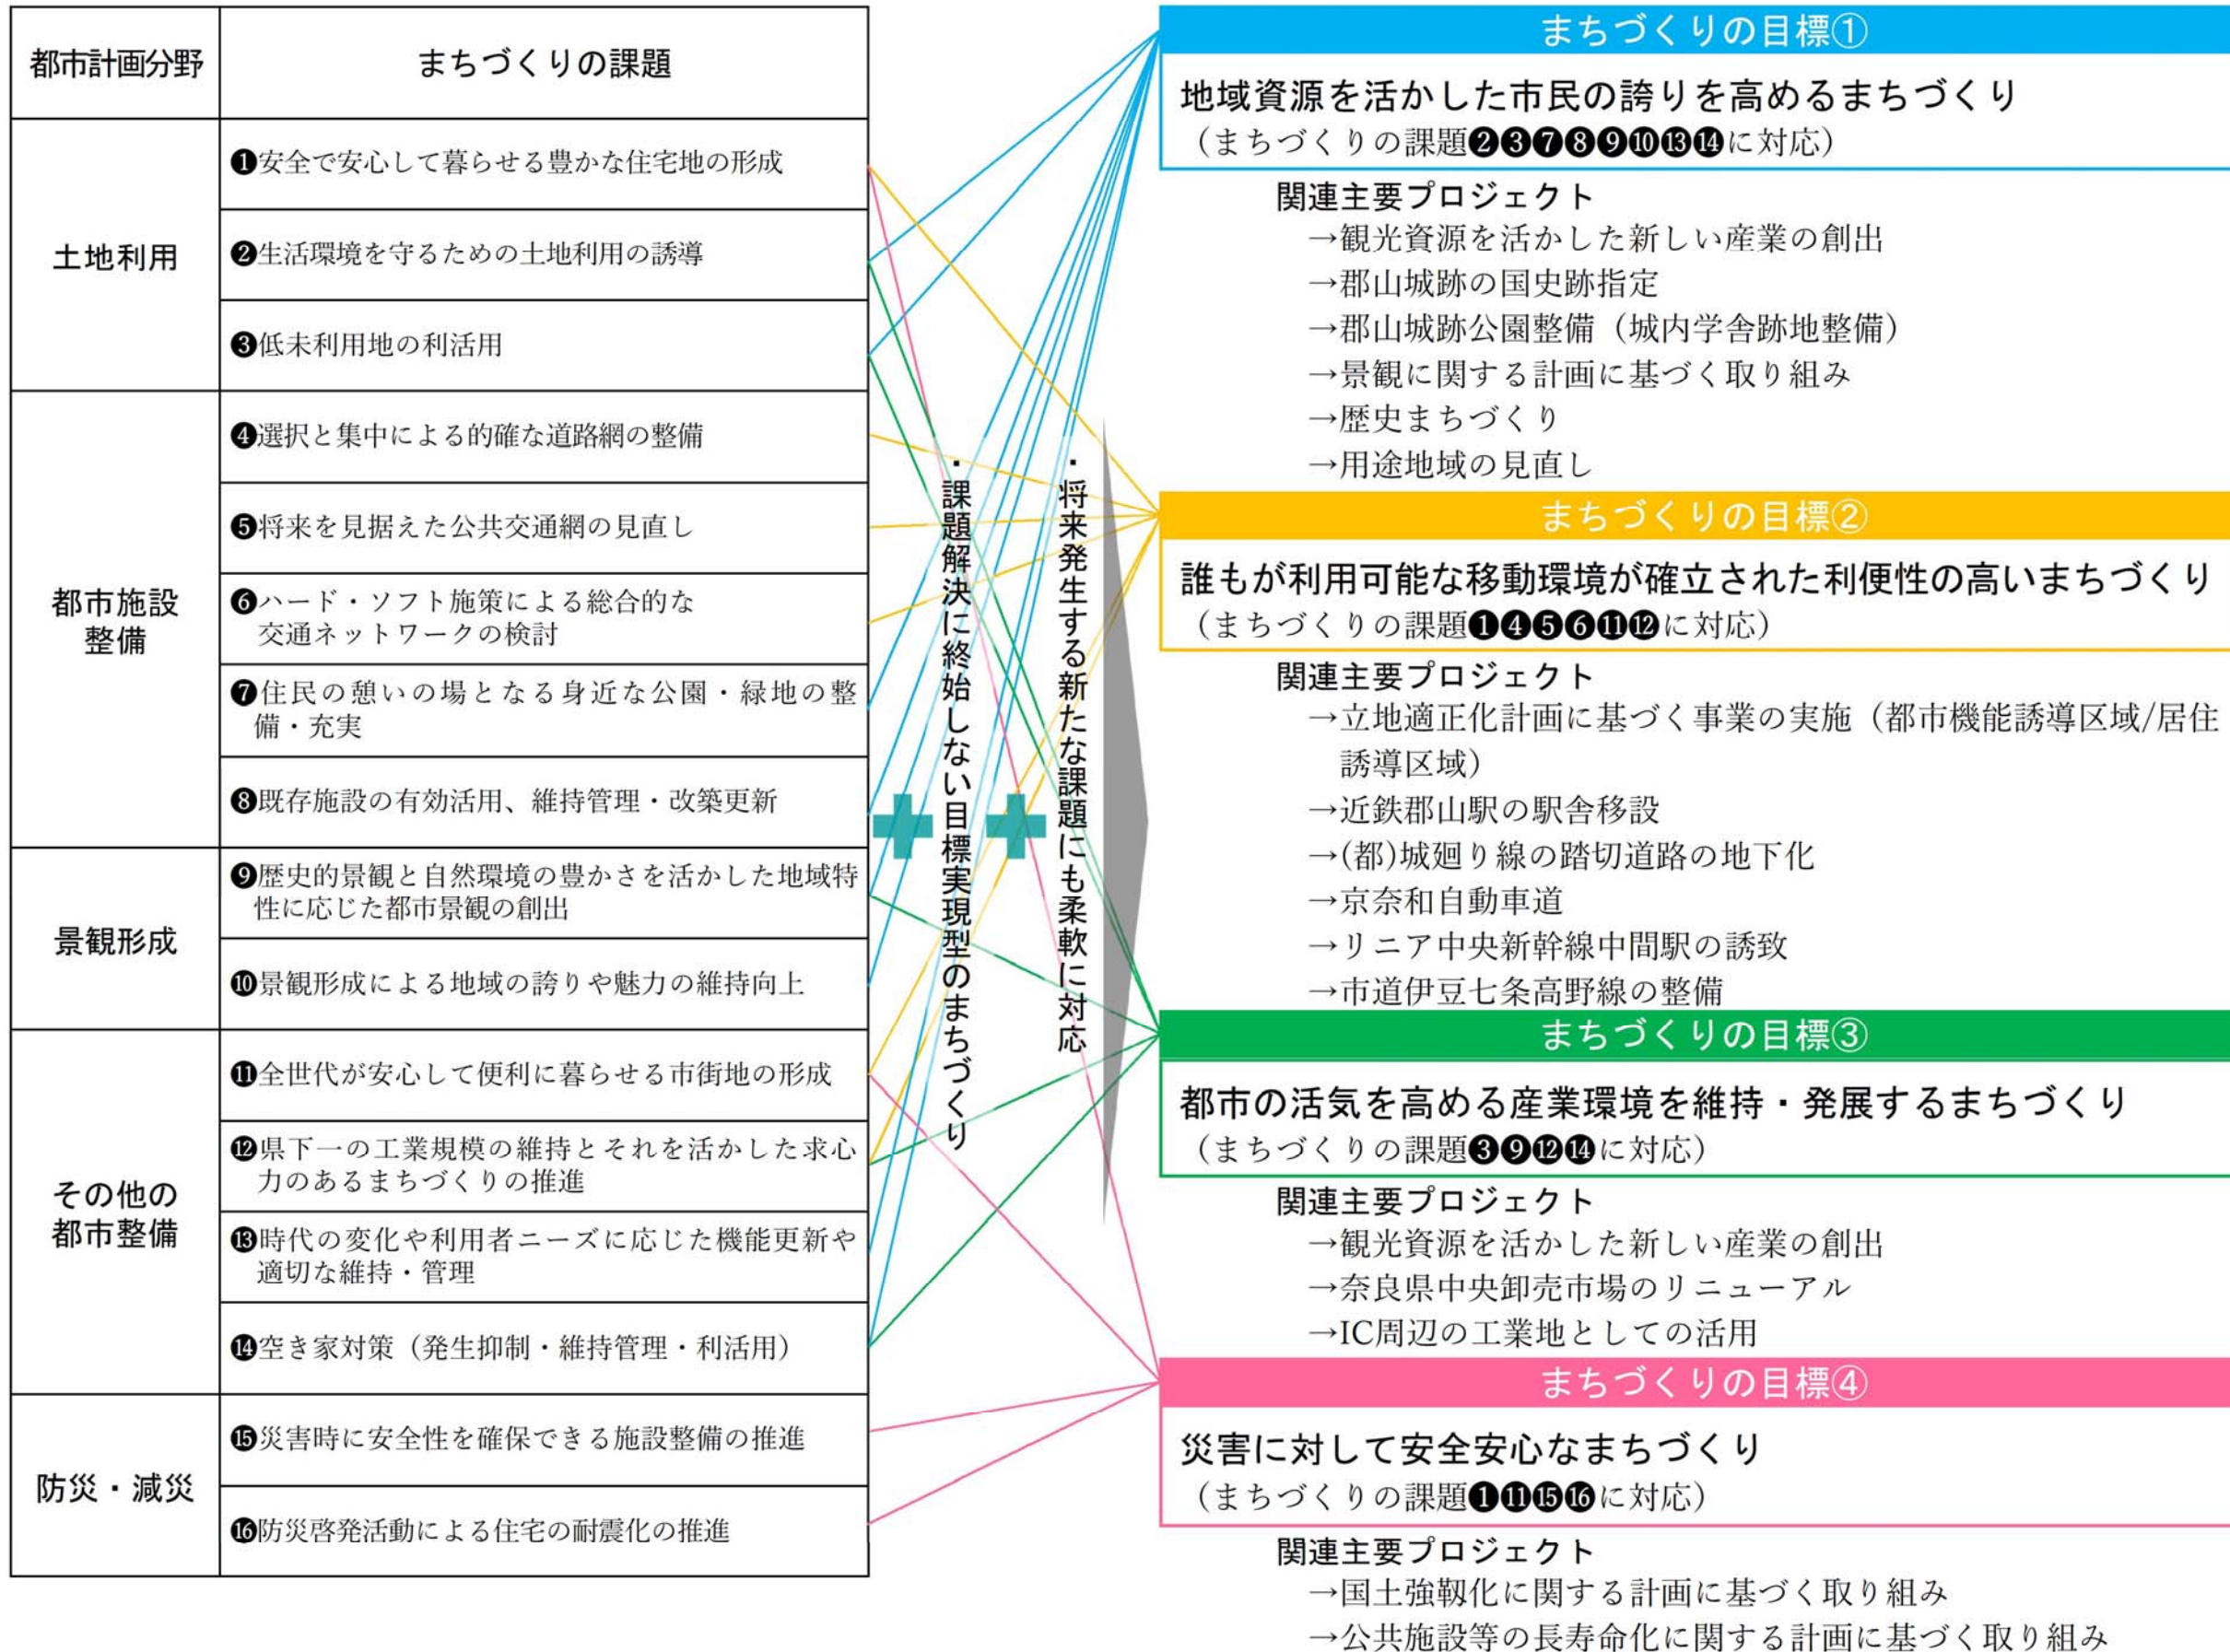 都市計画分野
まちづくりの課題
土地利用
❶安全で安心して暮らせる豊かな住宅地の形成
❷生活環境を守るための土地利用の誘導
❸低未利用地の利活用
都市施設
整備
❹選択と集中による的確な道路網の整備
❺将来を見据えた公共交通網の見直し
❻ハード・ソフト施策による総合的な
交通ネットワークの検討
❼住民の憩いの場となる身近な公園・緑地の整
備・充実
❽既存施設の有効活用、維持管理・改築更新
景観形成
❾歴史的景観と自然環境の豊かさを活かした地域特
性に応じた都市景観の創出
❿景観形成による地域の誇りや魅力の維持向上
その他の
都市整備
⓫全世代が安心して便利に暮らせる市街地の形成
⓬県下一の工業規模の維持とそれを活かした求心
力のあるまちづくりの推進
⓭時代の変化や利用者ニーズに応じた機能更新や
適切な維持・管理
⓮空き家対策（発生抑制・維持管理・利活用）
防災・減災
⓯災害時に安全性を確保できる施設整備の推進
⓰防災啓発活動による住宅の耐震化の推進
・課題解決に終始しない目標実現型のまちづくり
・将来発生する新たな課題にも柔軟に対応
まちづくりの目標①
地域資源を活かした市民の誇りを高めるまちづくり
（まちづくりの課題❷❸❼❽❾❿⓭⓮に対応）
関連主要プロジェクト
→観光資源を活かした新しい産業の創出
→郡山城跡の国史跡指定
→郡山城跡公園整備（城内学舎跡地整備）
→景観に関する計画に基づく取り組み
→歴史まちづくり
→用途地域の見直し
まちづくりの目標②
誰もが利用可能な移動環境が確立された利便性の高いまちづくり
（まちづくりの課題❶❹❺❻⓫⓬に対応）
関連主要プロジェクト
→立地適正化計画に基づく事業の実施（都市機能誘導区域/居住
誘導区域）
→近鉄郡山駅の駅舎移設
→(都)城廻り線の踏切道路の地下化
→京奈和自動車道
→リニア中央新幹線中間駅の誘致
→市道伊豆七条高野線の整備
まちづくりの目標③
都市の活気を高める産業環境を維持・発展するまちづくり
（まちづくりの課題❸❾⓬⓮に対応）
関連主要プロジェクト
→観光資源を活かした新しい産業の創出
→奈良県中央卸売市場のリニューアル
→IC周辺の工業地としての活用
まちづくりの目標④
災害に対して安全安心なまちづくり
（まちづくりの課題❶⓫⓯⓰に対応）
関連主要プロジェクト
→国土強靱化に関する計画に基づく取り組み
→公共施設等の長寿命化に関する計画に基づく取り組み